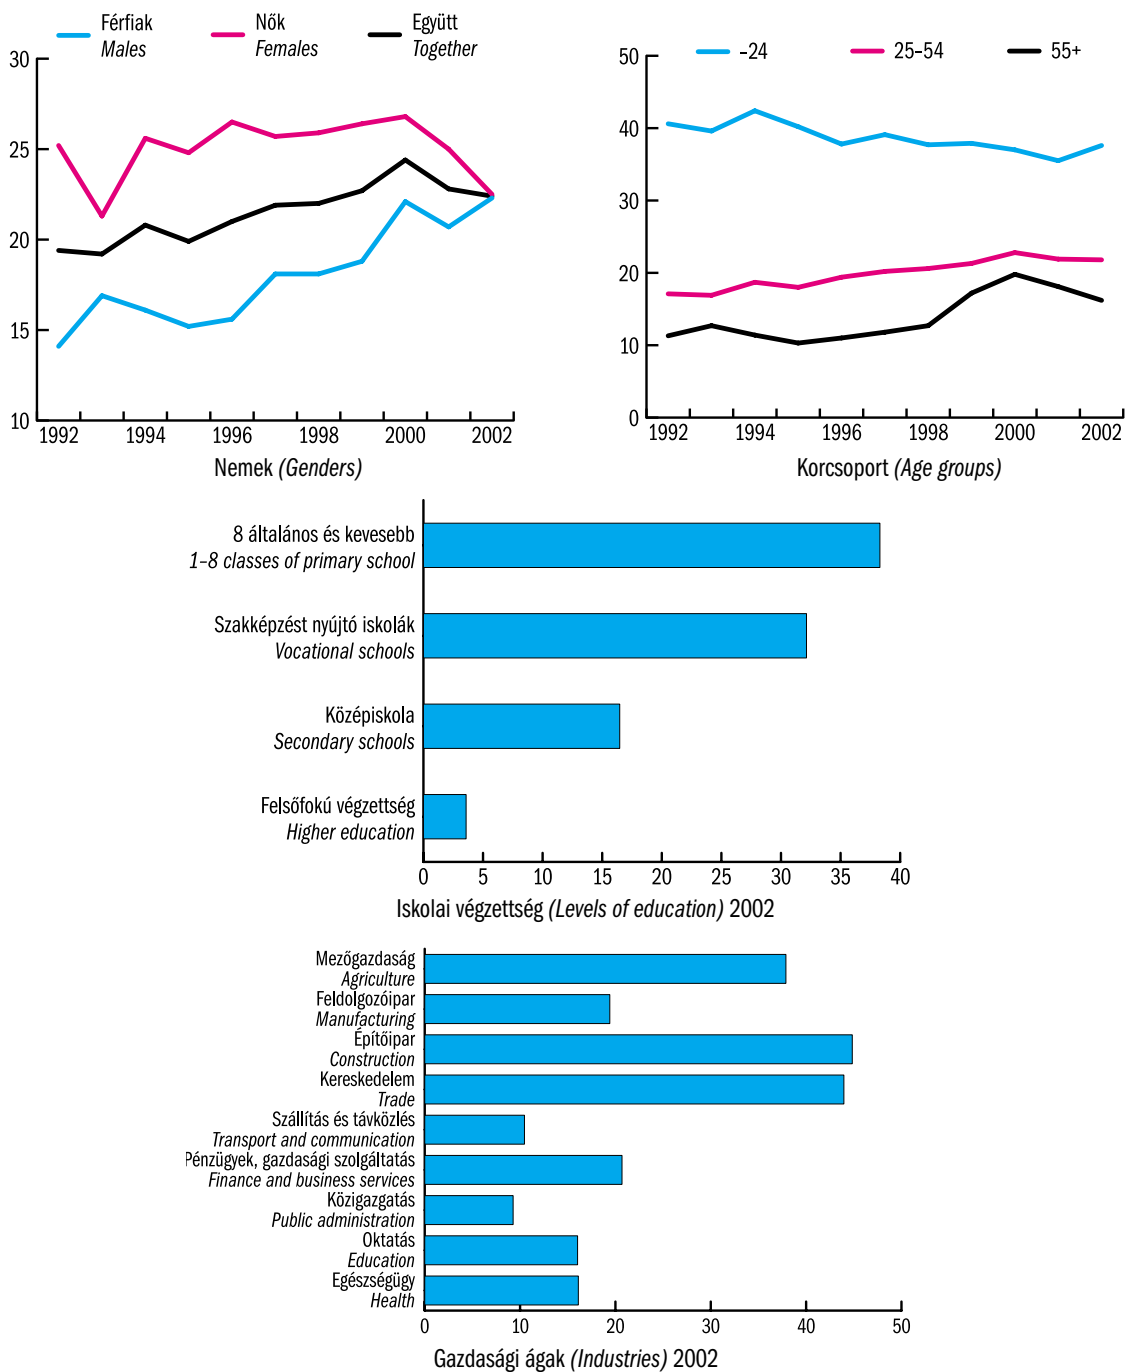 Férfiak
Males
Nők
Females
Együtt
Together
30
25
20
15
10
1992 1994 1996 1998 2000 2002
Nemek (Genders)
–24
25–54
55+
50
40
30
20
10
0
1992 1994 1996 1998 2000 2002
Korcsoport (Age groups)
8 általános és kevesebb
1–8 classes of primary school
Szakképzést nyújtó iskolák
Vocational schools
Középiskola
Secondary schools
Felsőfokú végzettség
Higher education
0 5 10 15 20 25 30 35 40
Iskolai végzettség (Levels of education) 2002
Mezőgazdaság
Agriculture
Feldolgozóipar
Manufacturing
Építőipar
Construction
Kereskedelem
Trade
Szállítás és távközlés
Transport and communication
Pénzügyek, gazdasági szolgáltatás
Finance and business services
Közigazgatás
Public administration
Oktatás
Education
Egészségügy
Health
0 10 20 30 40 50
Gazdasági ágak (Industries) 2002